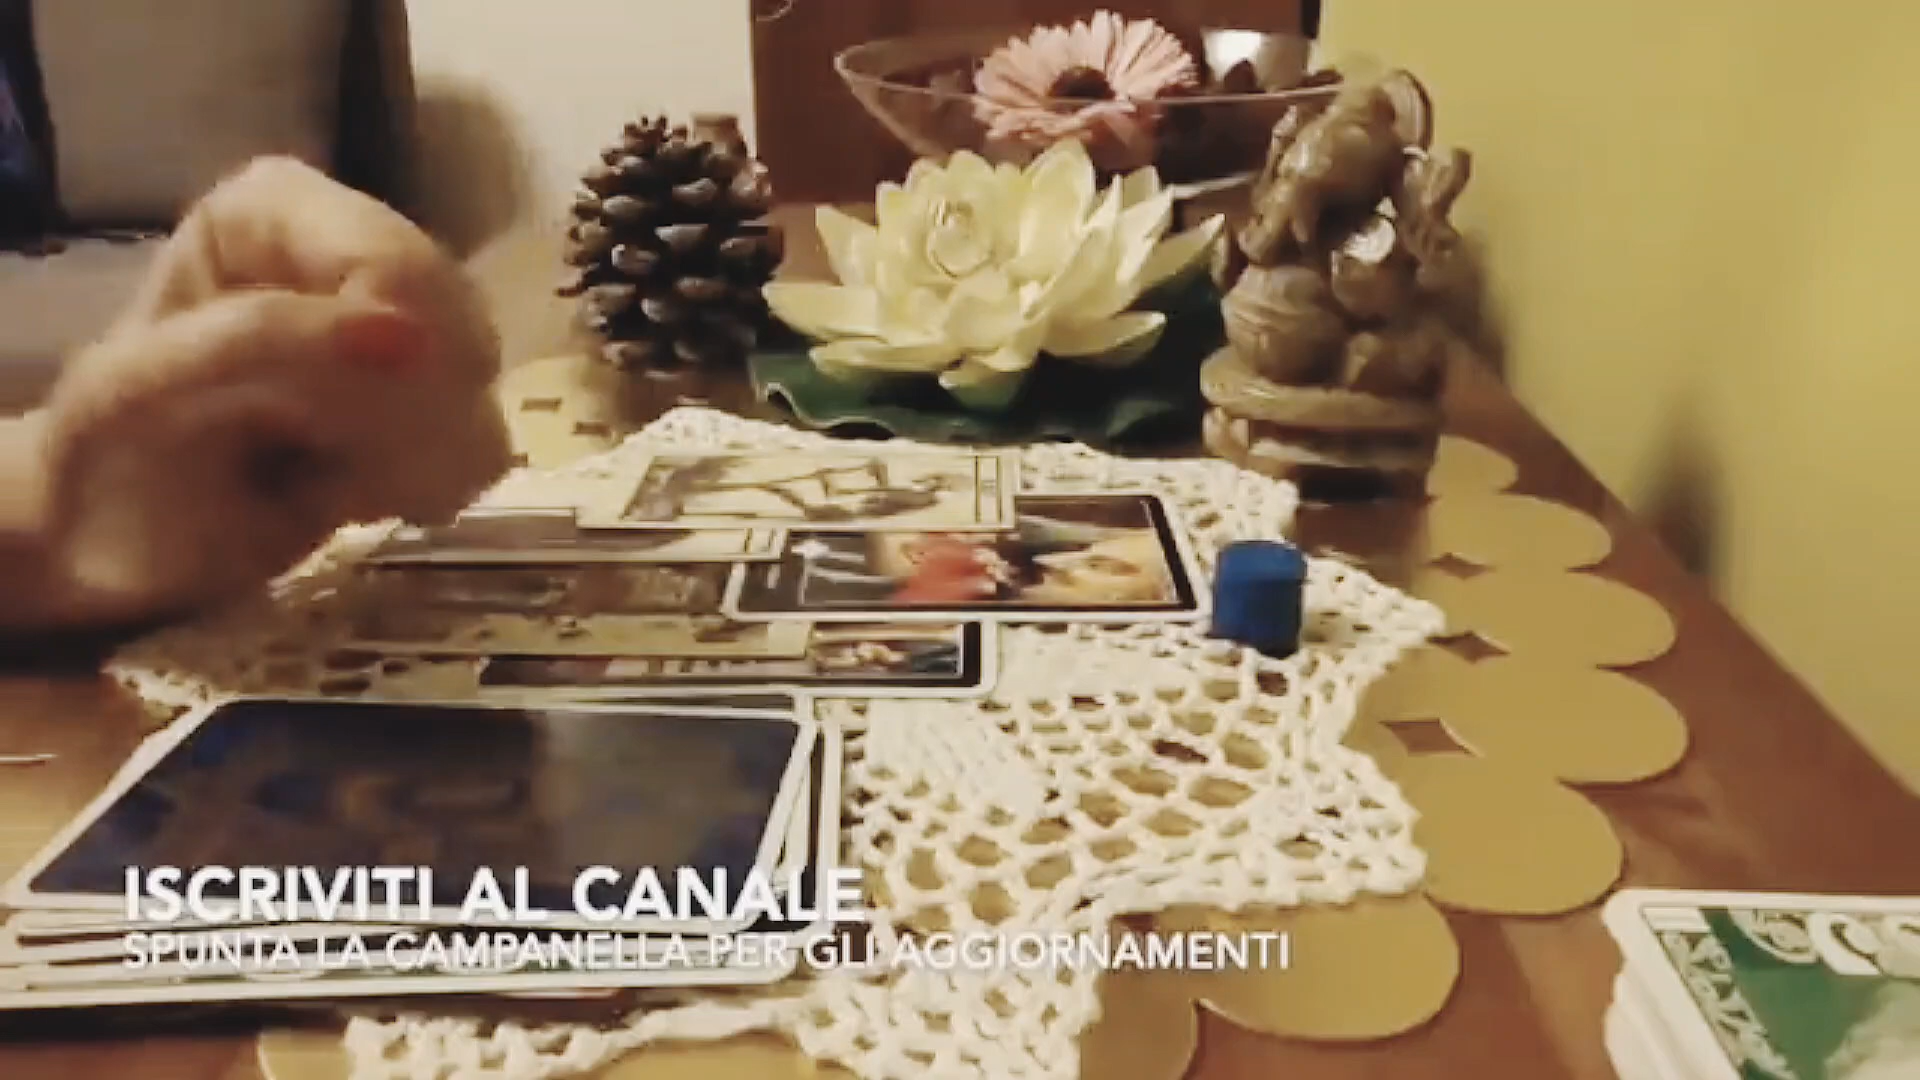 ISCRIVITI AL CANALE
SPUNTA LA CAMPANELLA PER GLI AGGIORNAMENTI